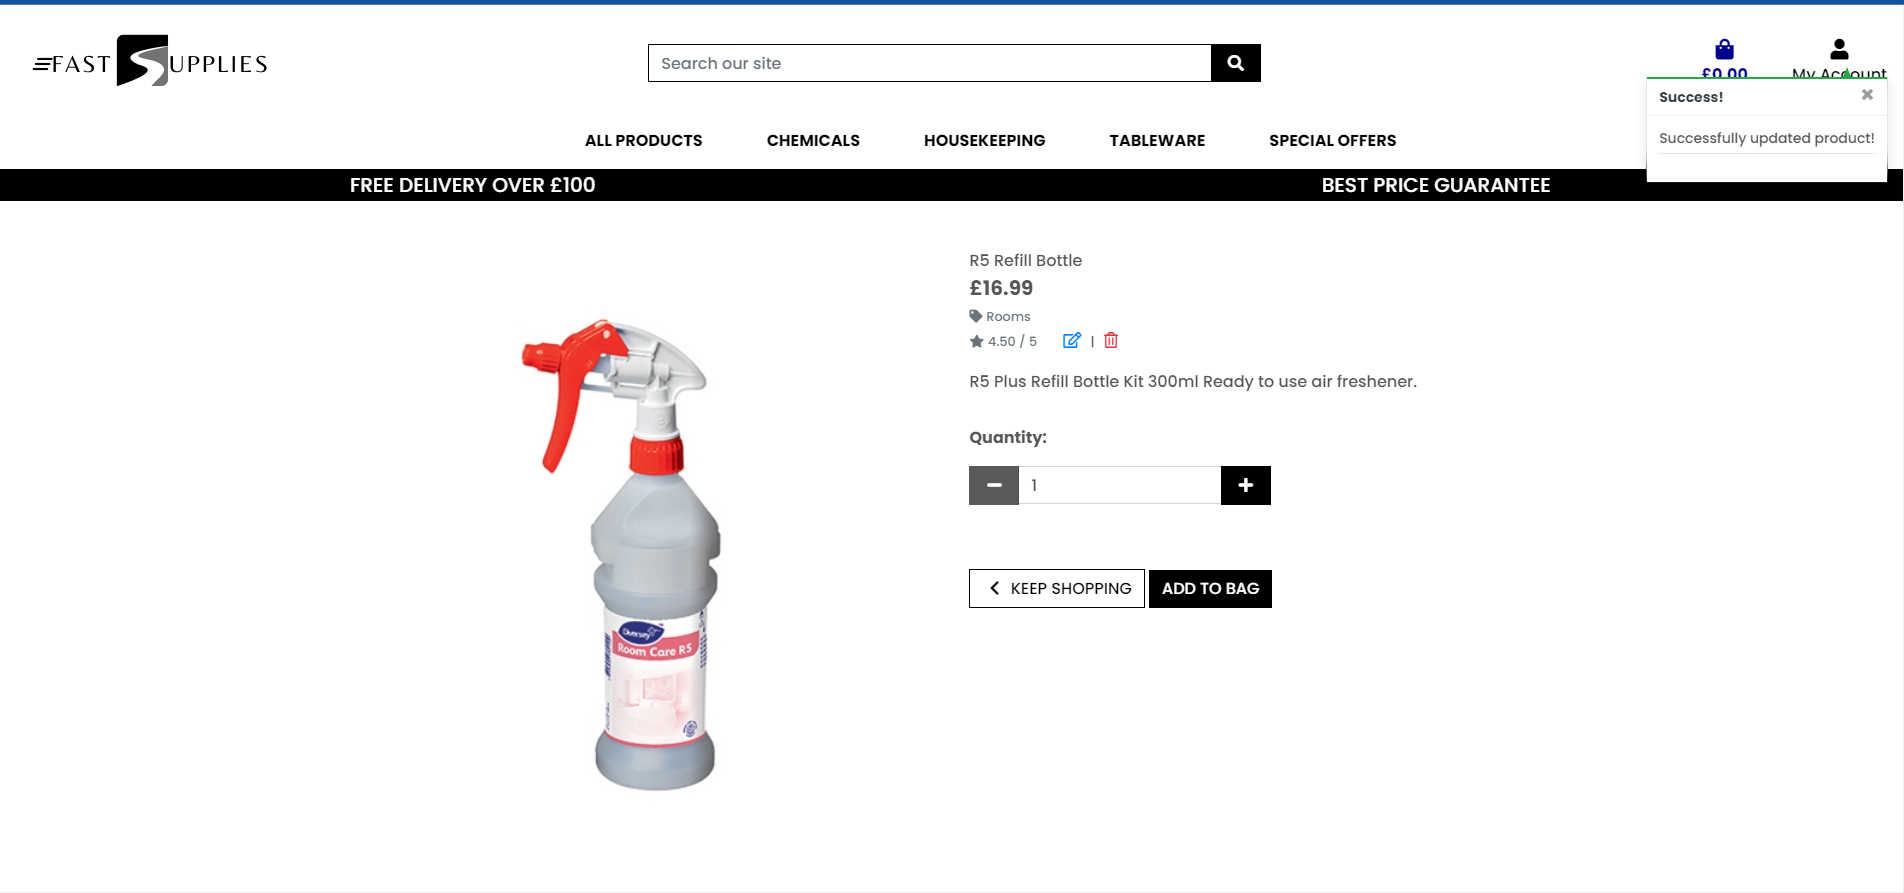 FAST SUPPLIES
Search our site
£0.00
My Account
Success!
Successfully updated product!
ALL PRODUCTS
CHEMICALS
HOUSEKEEPING
TABLEWARE
SPECIAL OFFERS
FREE DELIVERY OVER £100
BEST PRICE GUARANTEE
R5 Refill Bottle
£16.99
Rooms
4.50 / 5
|
R5 Plus Refill Bottle Kit 300ml Ready to use air freshener.
Quantity:
1
KEEP SHOPPING
ADD TO BAG
Diversey
Room Care R5